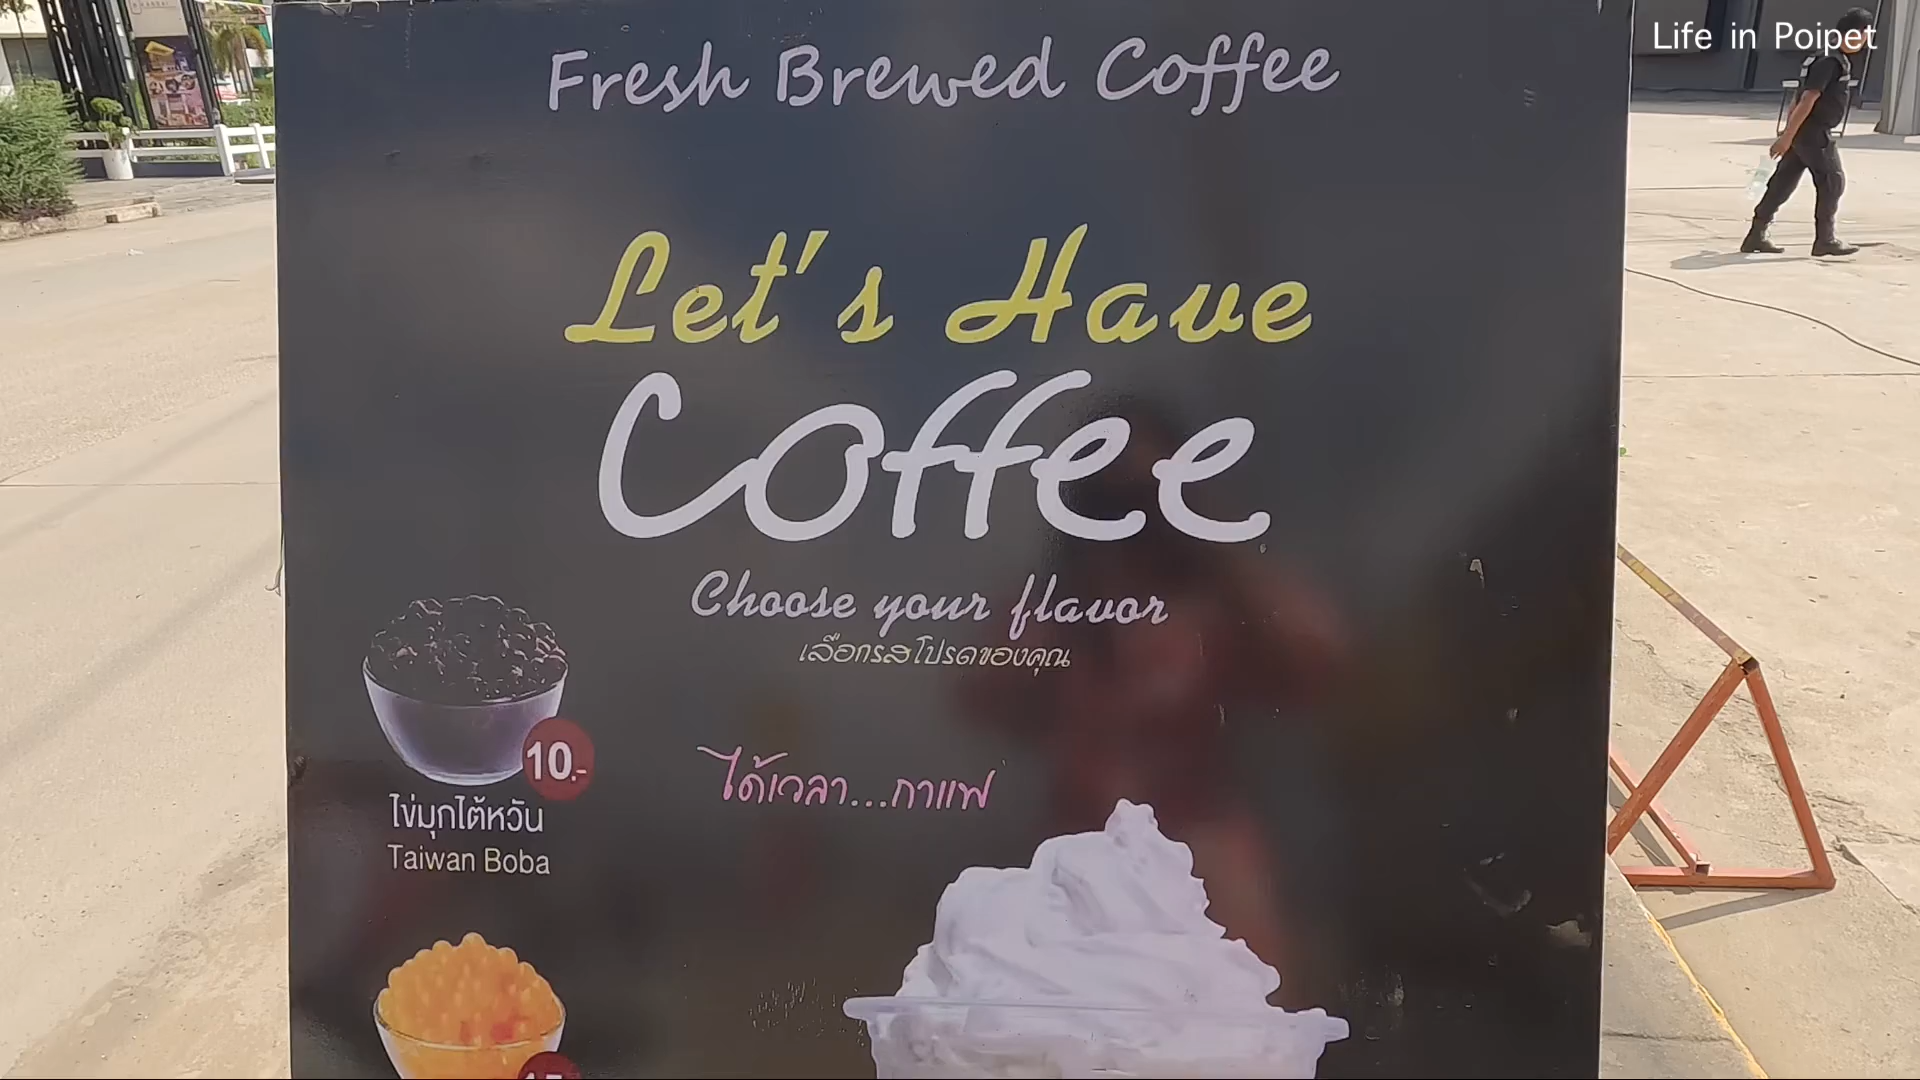 Life in Poipet
Fresh Brewed Coffee
Let's Have
Coffee
Choose your flavor
เลือกรสโปรดของคุณ
10.-
ได้เวลา...กาแฟ
ไข่มุกไต้หวัน
Taiwan Boba